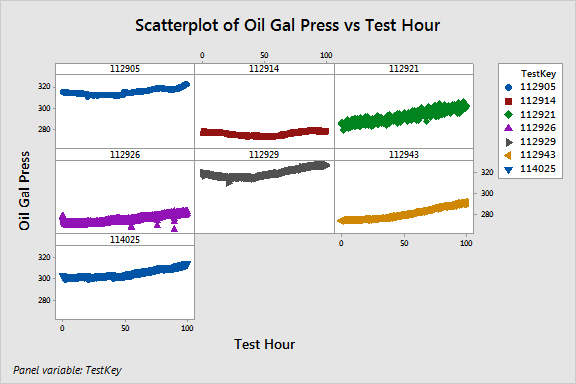 Scatterplot of Oil Gal Press vs Test Hour
0 50 100
112905 112914 112921
320
300
280
112926 112929 112943
320
300
280
0 50 100
114025
320
300
280
0 50 100
Oil Gal Press
Test Hour
TestKey
112905
112914
112921
112926
112929
112943
114025
Panel variable: TestKey